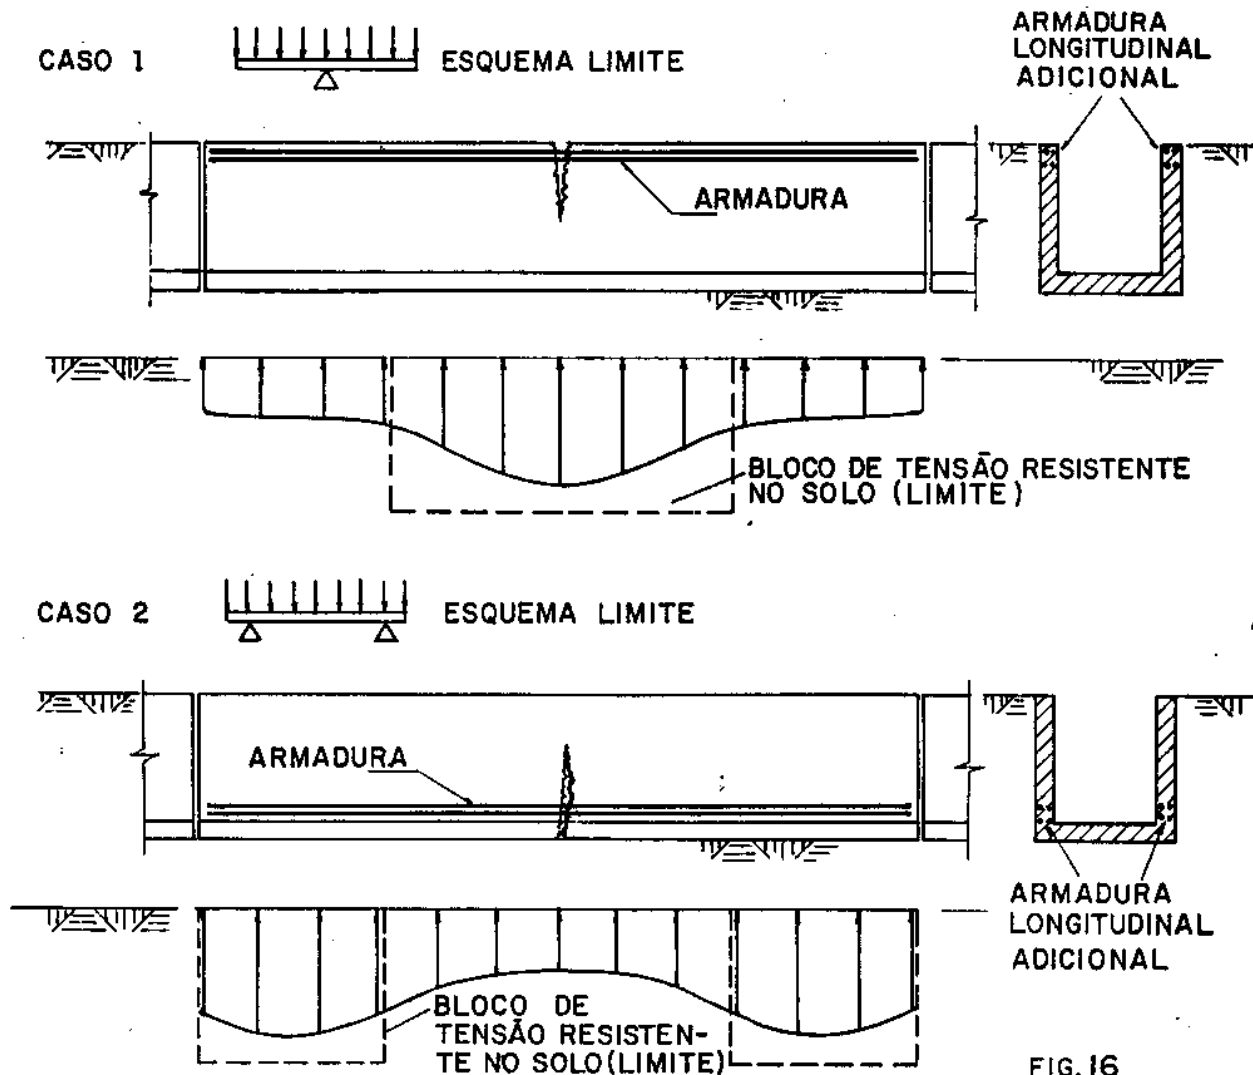 CASO 1
ESQUEMA LIMITE
ARMADURA
LONGITUDINAL
ADICIONAL
ARMADURA
BLOCO DE TENSÃO RESISTENTE
NO SOLO (LIMITE)
CASO 2
ESQUEMA LIMITE
ARMADURA
ARMADURA
LONGITUDINAL
ADICIONAL
BLOCO DE
TENSÃO RESISTEN-
TE NO SOLO (LIMITE)
FIG. 16